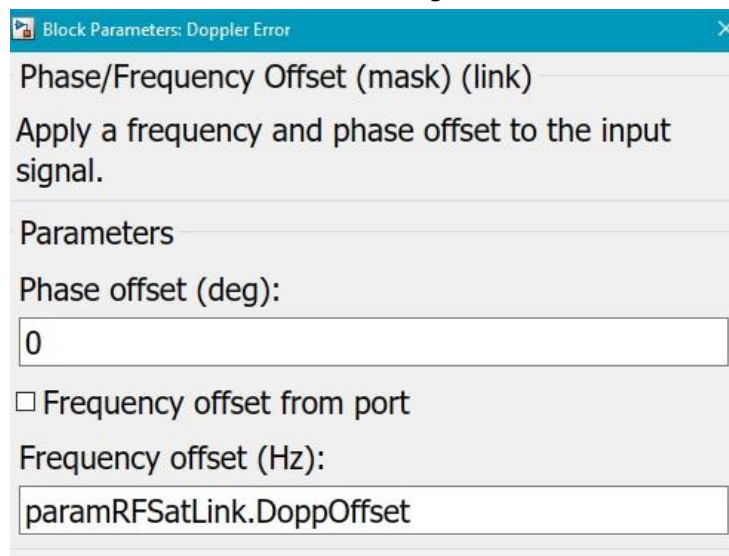 Block Parameters: Doppler Error
Phase/Frequency Offset (mask) (link)
Apply a frequency and phase offset to the input
signal.
Parameters
Phase offset (deg):
0
Frequency offset from port
Frequency offset (Hz):
paramRFSatLink.DoppOffset